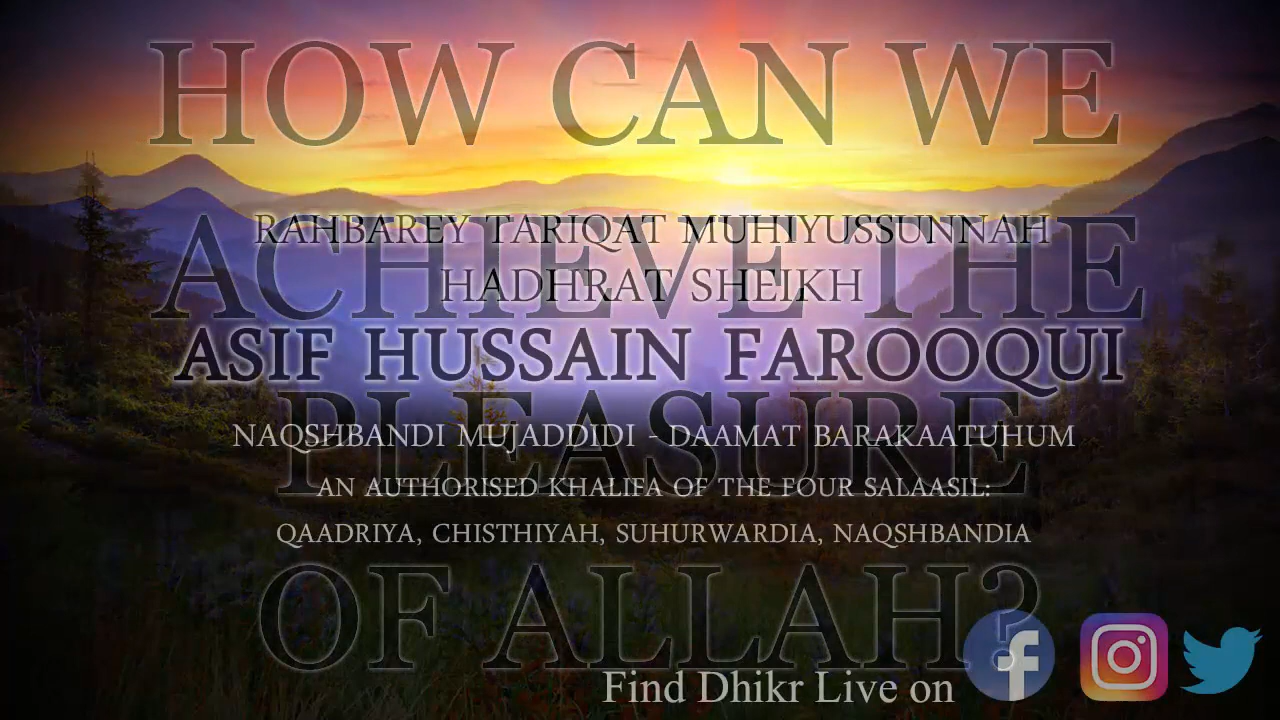 HOW CAN WE
ACHIEVE THE
PLEASURE
OF ALLAH?
RAHBAREY TARIQAT MUHIYUSSUNNAH
HADHRAT SHEIKH
ASIF HUSSAIN FAROOQUI
NAQSHBANDI MUJADDIDI - DAAMAT BARAKAATUHUM
AN AUTHORISED KHALIFA OF THE FOUR SALAASIL:
QAADRIYA, CHISTHIYAH, SUHURWARDIA, NAQSHBANDIA
Find Dhikr Live on